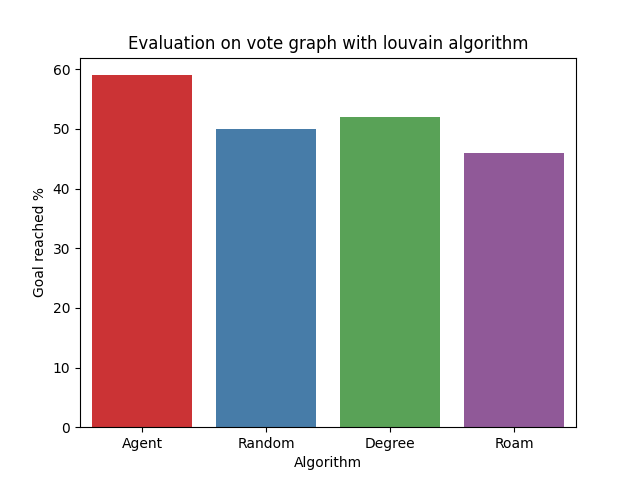 Evaluation on vote graph with louvain algorithm
60
50
40
30
20
10
0
Goal reached %
Agent Random Degree Roam
Algorithm